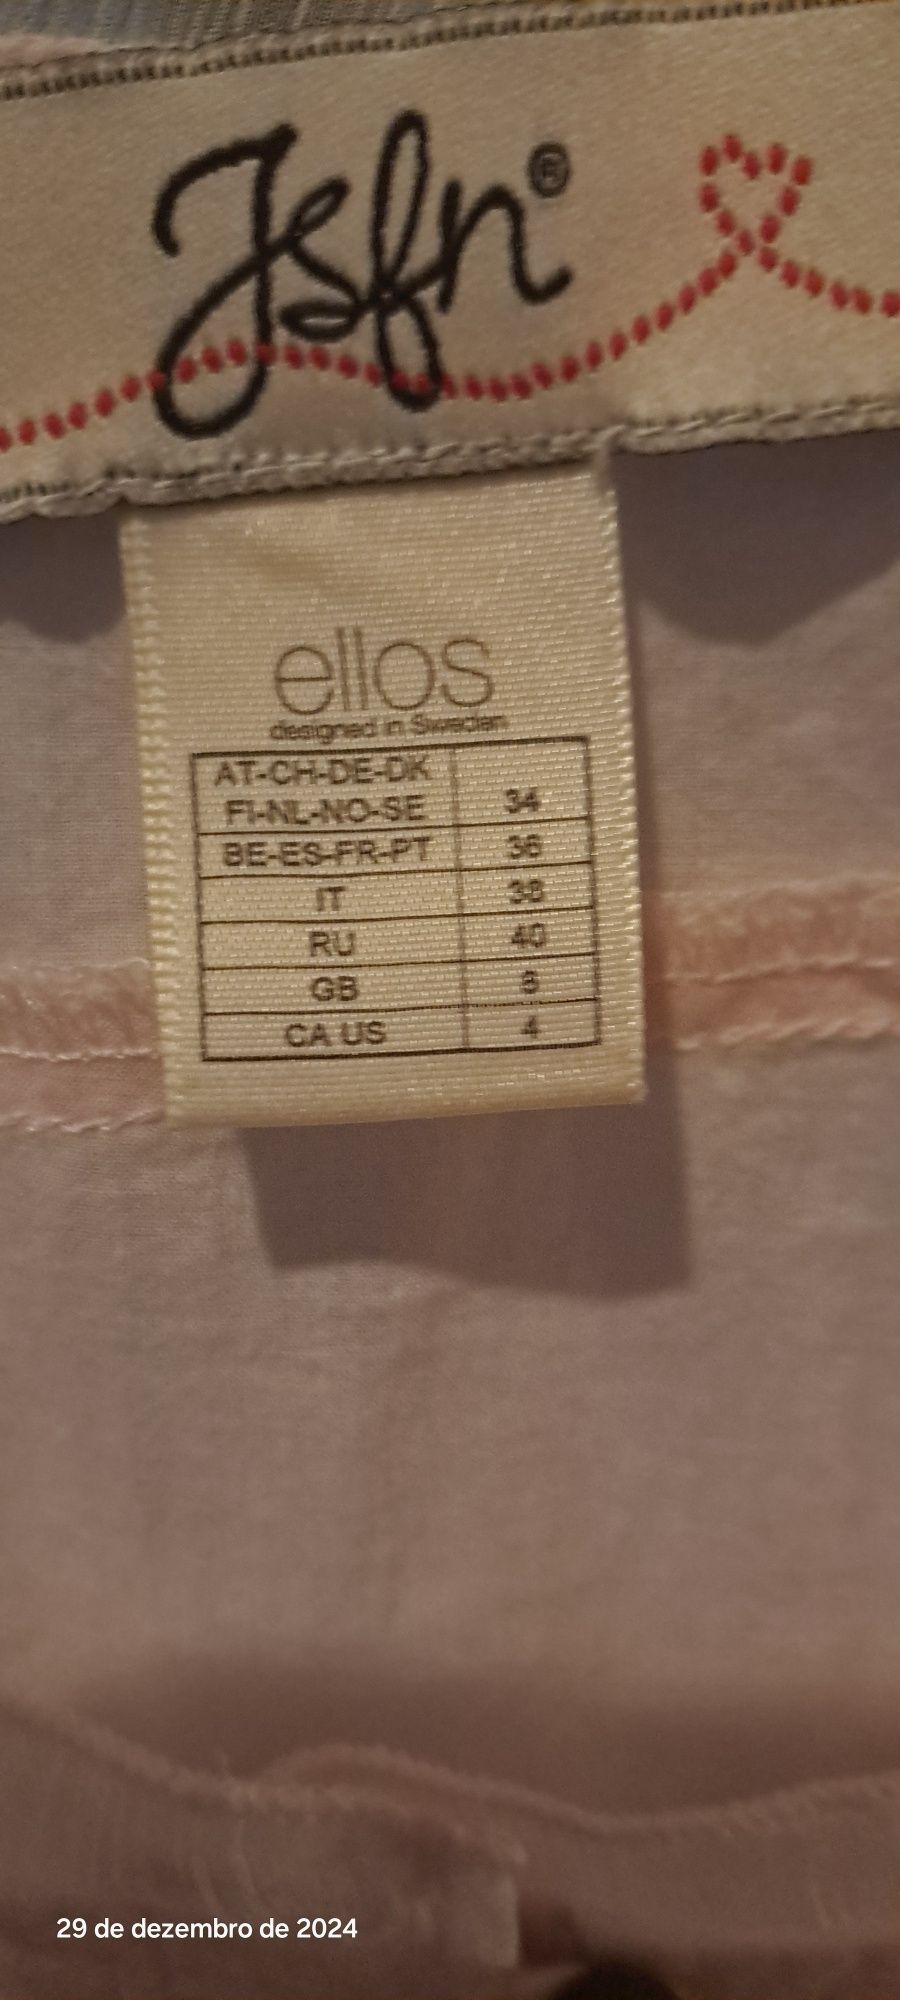 Jsfn®
ellos
designed in Sweden
AT-CH-DE-DK
FI-NL-NO-SE 34
BE-ES-FR-PT 36
IT 38
RU 40
GB 8
CA US 4
29 de dezembro de 2024